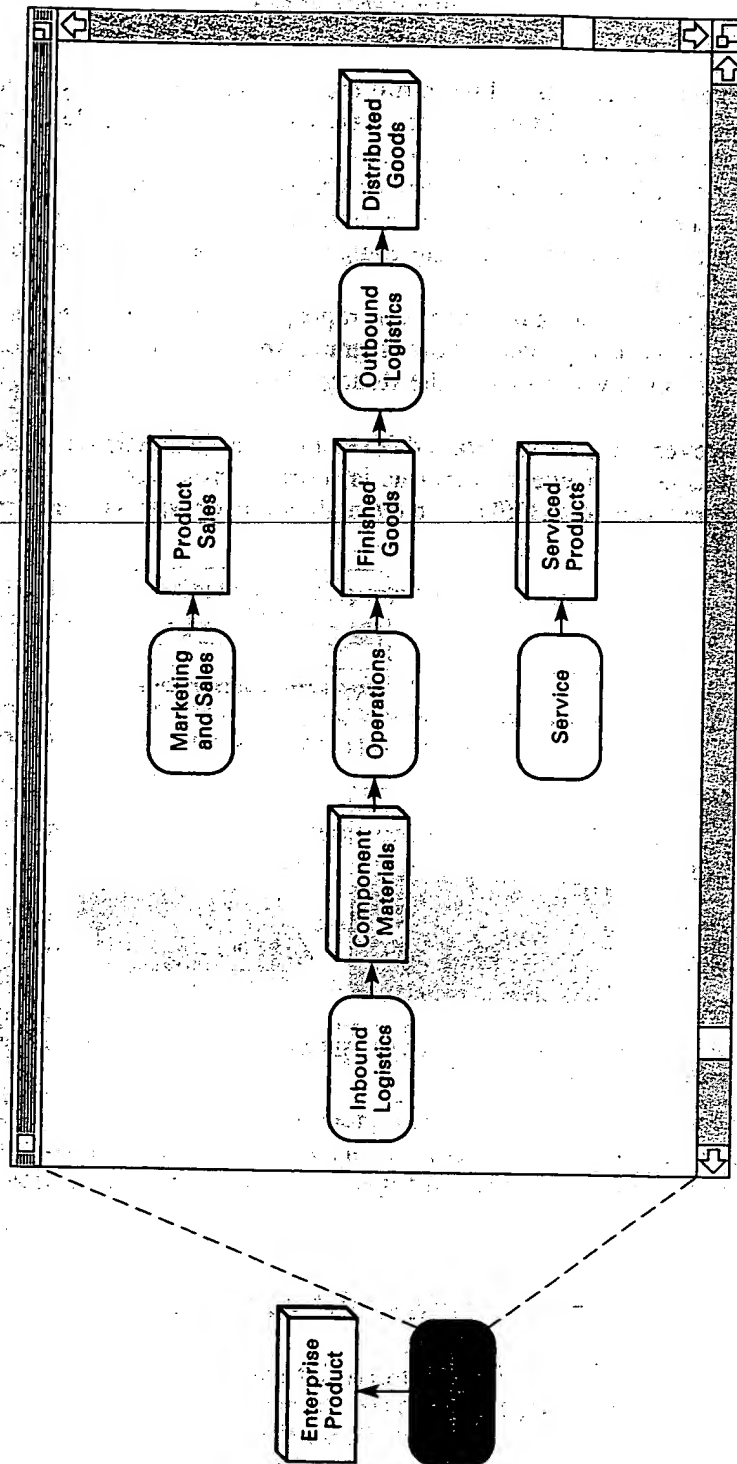 Enterprise
Product
Marketing
and Sales
Product
Sales
Inbound
Logistics
Component
Materials
Operations
Finished
Goods
Outbound
Logistics
Distributed
Goods
Service
Serviced
Products